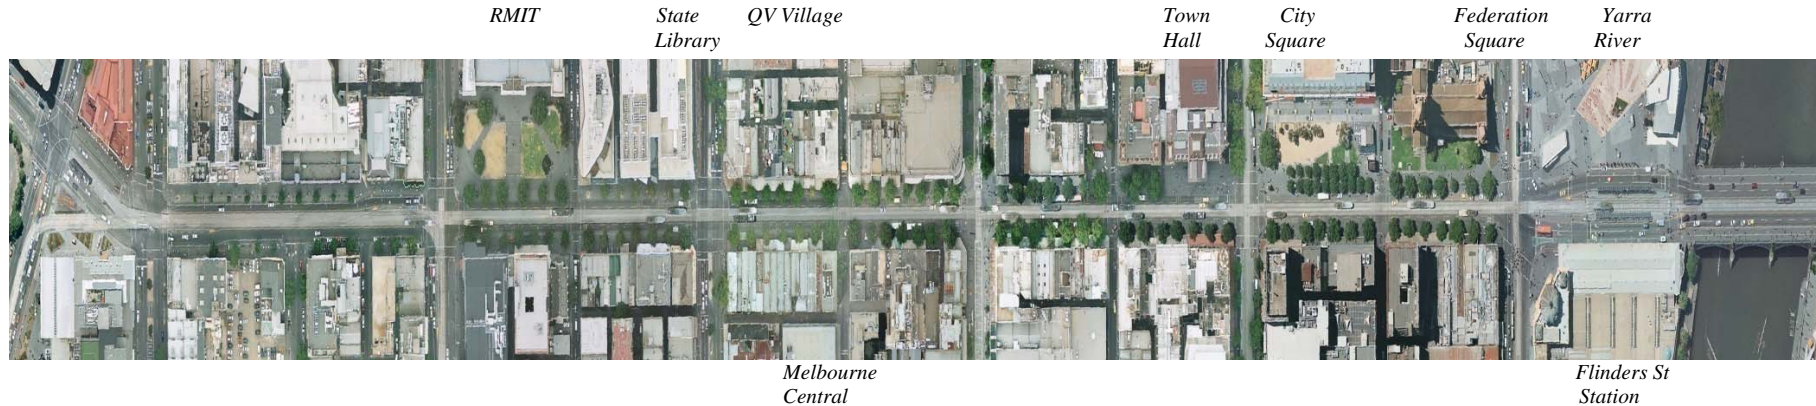 RMIT
State
Library
QV Village
Town
Hall
City
Square
Federation
Square
Yarra
River
Melbourne
Central
Flinders St
Station